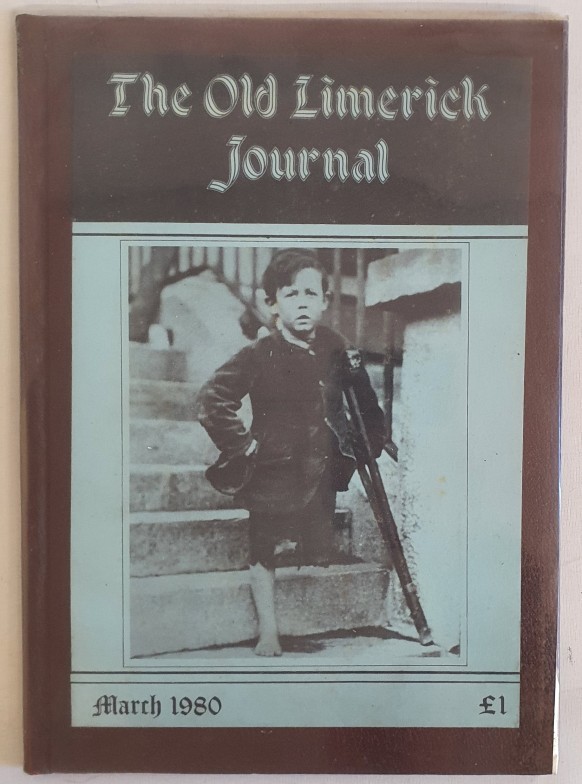 The Old Limerick
Journal
March 1980 £1